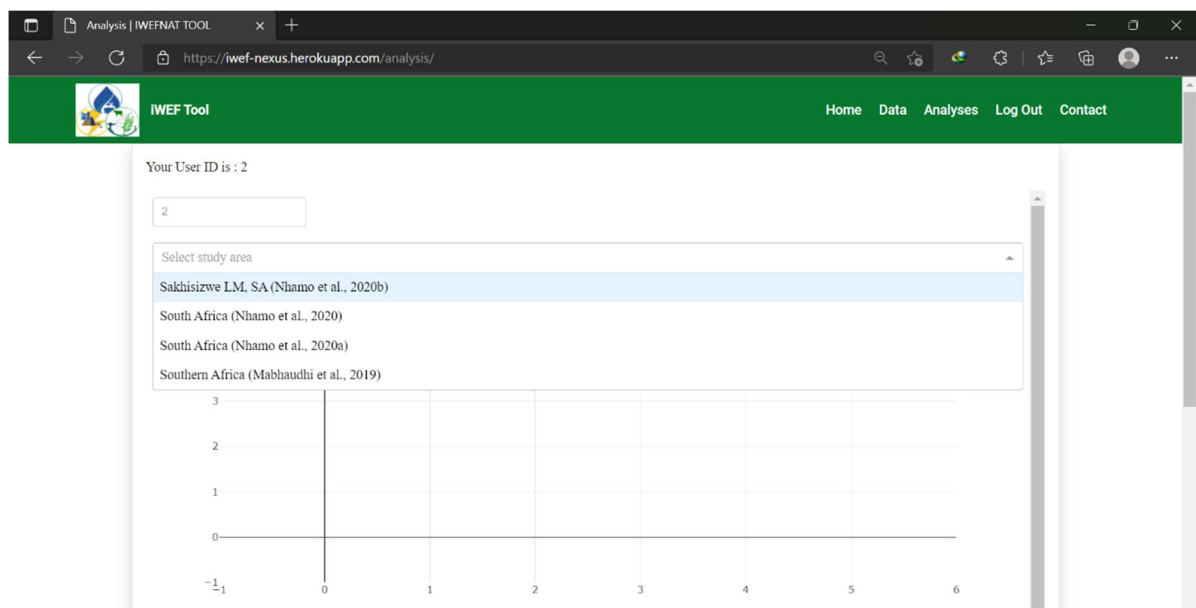 Analysis | IWEFNAT TOOL
https://iwef-nexus.herokuapp.com/analysis/
iWEF Tool Home Data Analyses Log Out Contact
Your User ID is : 2
2
Select study area
Sakhisizwe LM, SA (Nhamo et al., 2020b)
South Africa (Nhamo et al., 2020)
South Africa (Nhamo et al., 2020a)
Southern Africa (Mabhaudhi et al., 2019)
3
2
1
0
−1
−1 0 1 2 3 4 5 6